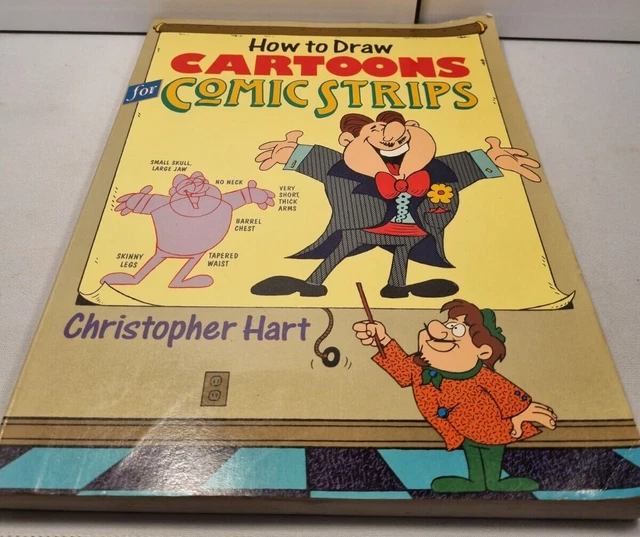 How to Draw
CARTOONS
for COMIC STRIPS
SMALL SKULL,
LARGE JAW
NO NECK
VERY
SHORT,
THICK
ARMS
BARREL
CHEST
SKINNY
LEGS
TAPERED
WAIST
Christopher Hart